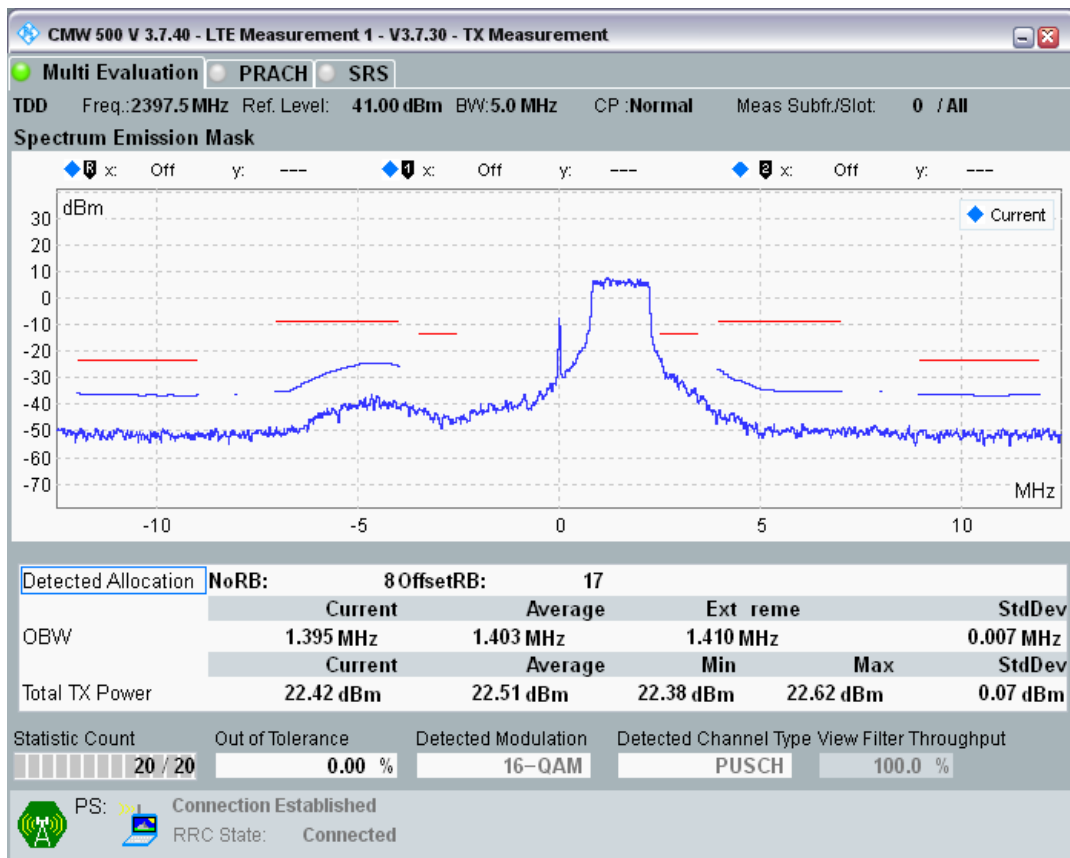 CMW 500 V 3.7.40 - LTE Measurement 1 - V3.7.30 - TX Measurement
Multi Evaluation PRACH SRS
TDD Freq.:2397.5 MHz Ref. Level: 41.00 dBm BW:5.0 MHz CP :Normal Meas Subfr./Slot: 0 / All
Spectrum Emission Mask
R x: Off y: --- 1 x: Off y: --- 2 x: Off y: ---
dBm
Current
30
20
10
0
-10
-20
-30
-40
-50
-60
-70
MHz
-10 -5 0 5 10
Detected Allocation NoRB: 8 OffsetRB: 17
Current Average Ext reme StdDev
OBW 1.395 MHz 1.403 MHz 1.410 MHz 0.007 MHz
Current Average Min Max StdDev
Total TX Power 22.42 dBm 22.51 dBm 22.38 dBm 22.62 dBm 0.07 dBm
Statistic Count Out of Tolerance Detected Modulation Detected Channel Type View Filter Throughput
20 / 20 0.00 % 16-QAM PUSCH 100.0 %
PS: Connection Established
RRC State: Connected